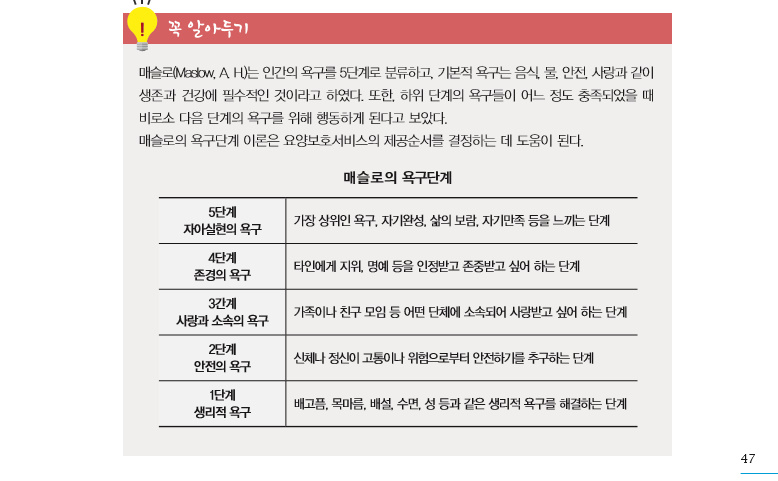 !
꼭 알아두기
매슬로(Maslow, A. H.)는 인간의 욕구를 5단계로 분류하고, 기본적 욕구는 음식, 물, 안전, 사랑과 같이
생존과 건강에 필수적인 것이라고 하였다. 또한, 하위 단계의 욕구들이 어느 정도 충족되었을 때
비로소 다음 단계의 욕구를 위해 행동하게 된다고 보았다.
매슬로의 욕구단계 이론은 요양보호서비스의 제공순서를 결정하는 데 도움이 된다.
매슬로의 욕구단계
5단계
자아실현의 욕구
가장 상위인 욕구, 자기완성, 삶의 보람, 자기만족 등을 느끼는 단계
4단계
존경의 욕구
타인에게 지위, 명예 등을 인정받고 존중받고 싶어 하는 단계
3간계
사랑과 소속의 욕구
가족이나 친구 모임 등 어떤 단체에 소속되어 사랑받고 싶어 하는 단계
2단계
안전의 욕구
신체나 정신이 고통이나 위험으로부터 안전하기를 추구하는 단계
1단계
생리적 욕구
배고픔, 목마름, 배설, 수면, 성 등과 같은 생리적 욕구를 해결하는 단계
47